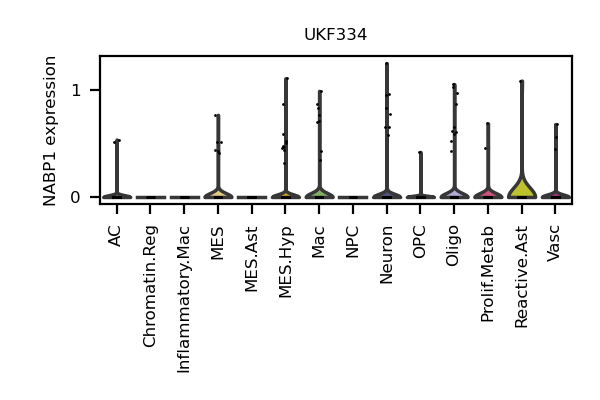 UKF334
NABP1 expression
1
0
AC
Chromatin.Reg
Inflammatory.Mac
MES
MES.Ast
MES.Hyp
Mac
NPC
Neuron
OPC
Oligo
Prolif.Metab
Reactive.Ast
Vasc